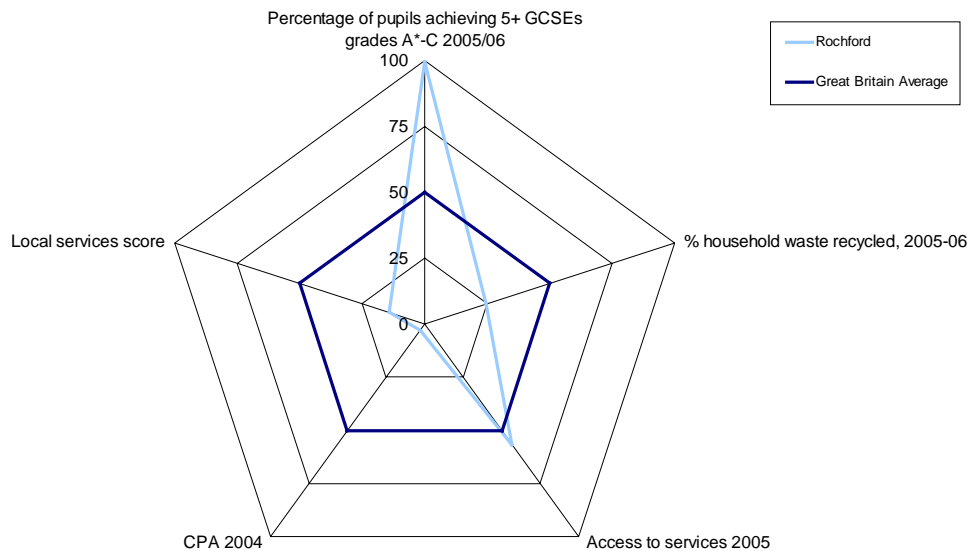 Percentage of pupils achieving 5+ GCSEs
grades A*-C 2005/06
Rochford
Great Britain Average
100
75
50
25
0
Local services score
% household waste recycled, 2005-06
CPA 2004
Access to services 2005